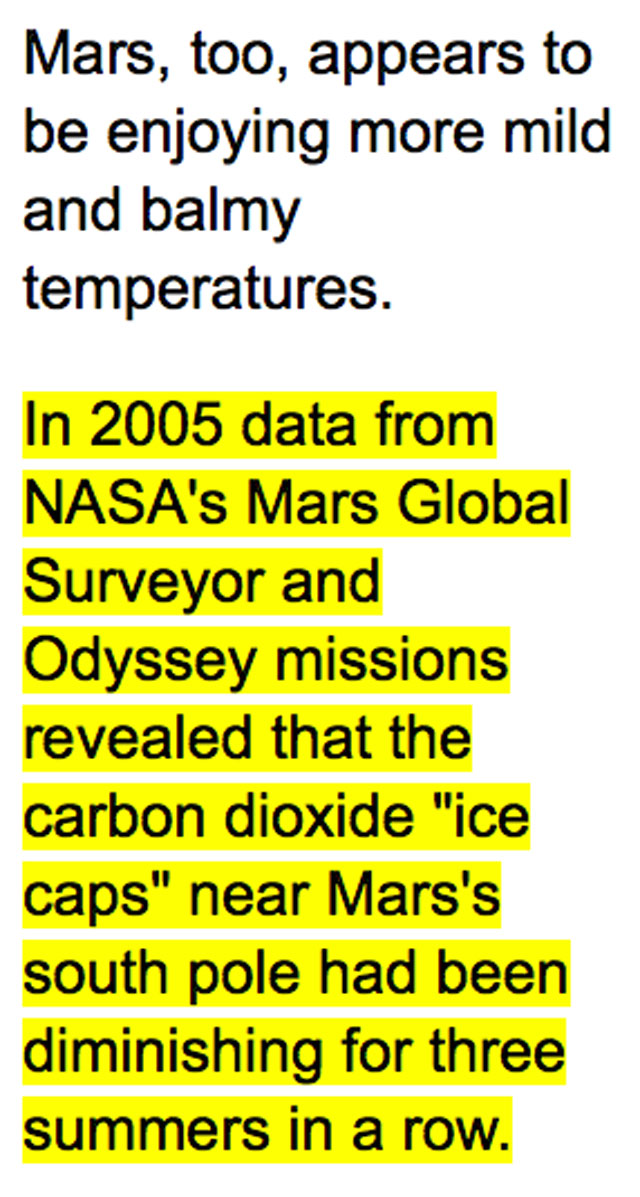 Mars, too, appears to
be enjoying more mild
and balmy
temperatures.
In 2005 data from
NASA's Mars Global
Surveyor and
Odyssey missions
revealed that the
carbon dioxide "ice
caps" near Mars's
south pole had been
diminishing for three
summers in a row.